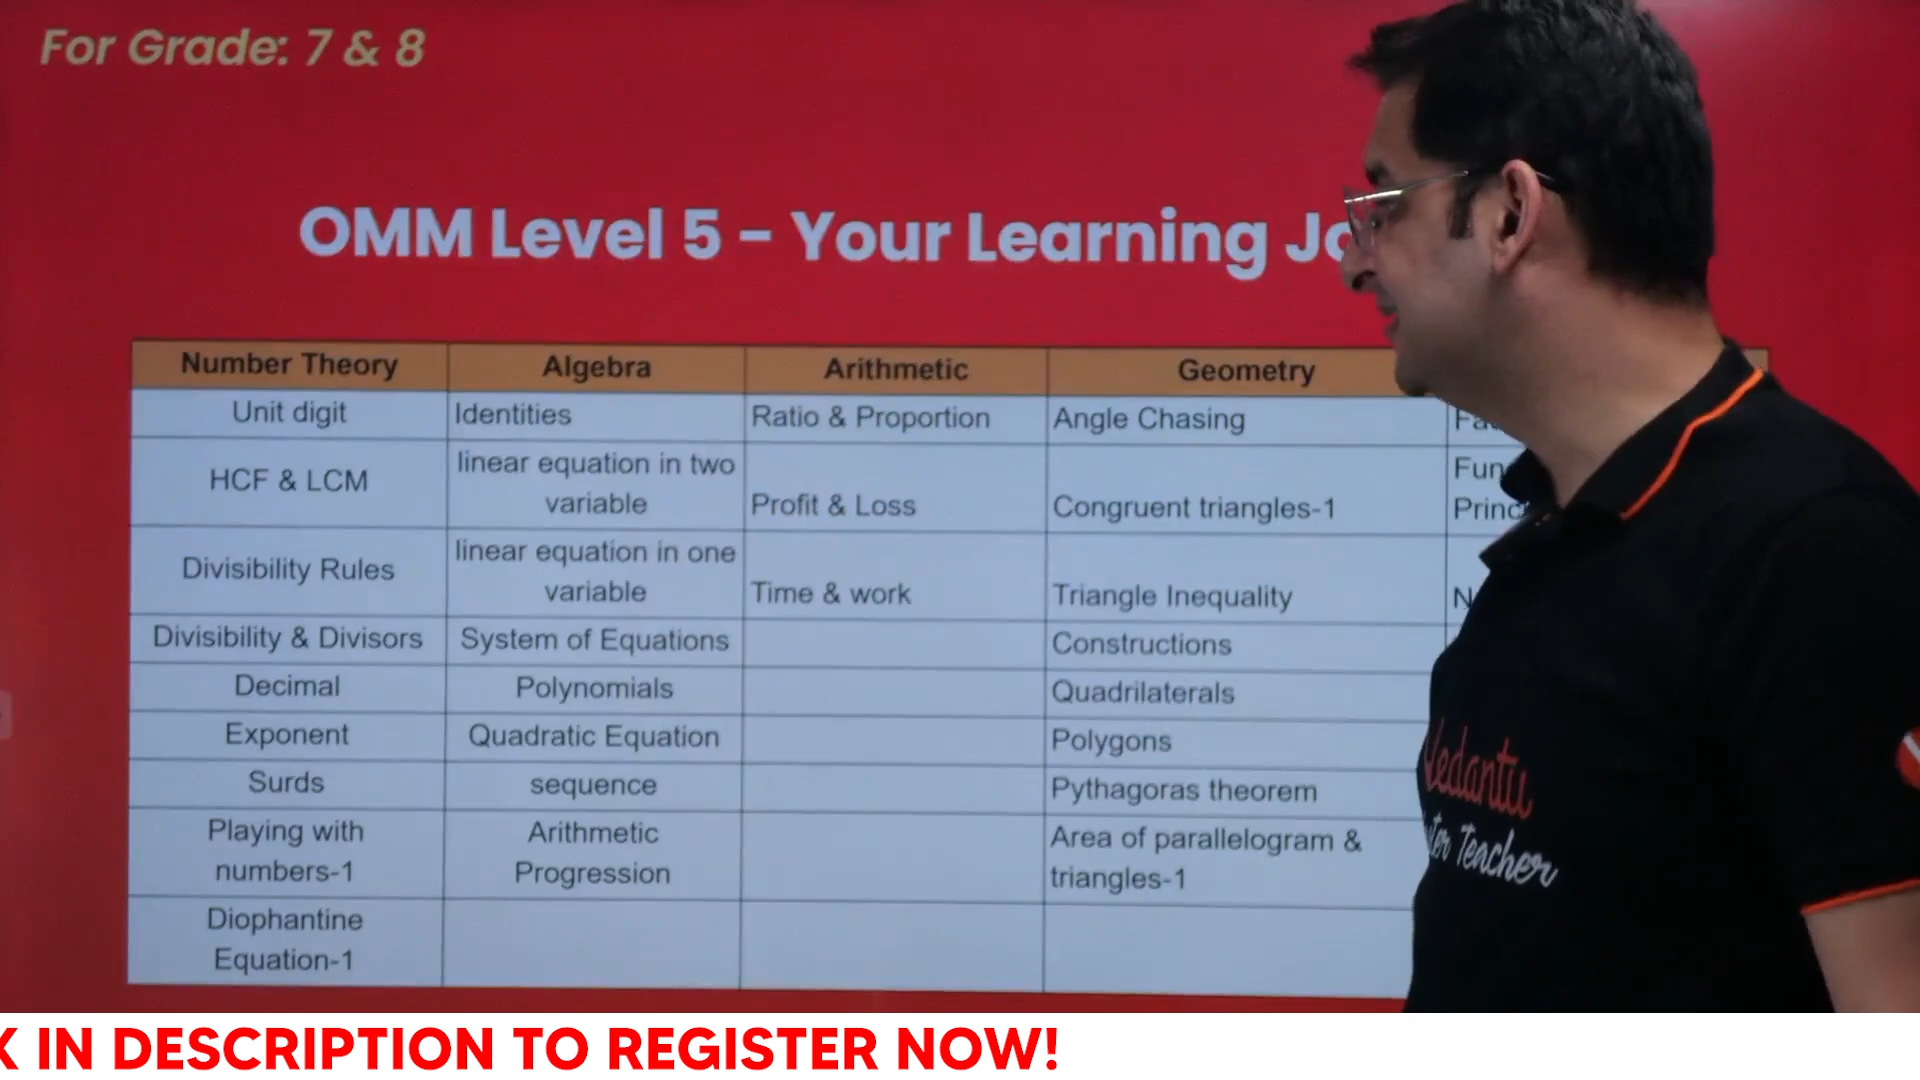 For Grade: 7 & 8
OMM Level 5 - Your Learning
Number Theory
Algebra
Arithmetic
Geometry
Unit digit
Identities
Ratio & Proportion
Angle Chasing
HCF & LCM
linear equation in two
variable
Profit & Loss
Congruent triangles-1
Divisibility Rules
linear equation in one
variable
Time & work
Triangle Inequality
Divisibility & Divisors
System of Equations
Constructions
Decimal
Polynomials
Quadrilaterals
Exponent
Quadratic Equation
Polygons
Surds
sequence
Pythagoras theorem
Playing with
numbers-1
Arithmetic
Progression
Area of parallelogram &
triangles-1
Diophantine
Equation-1
Vedantu
Teacher
K IN DESCRIPTION TO REGISTER NOW!